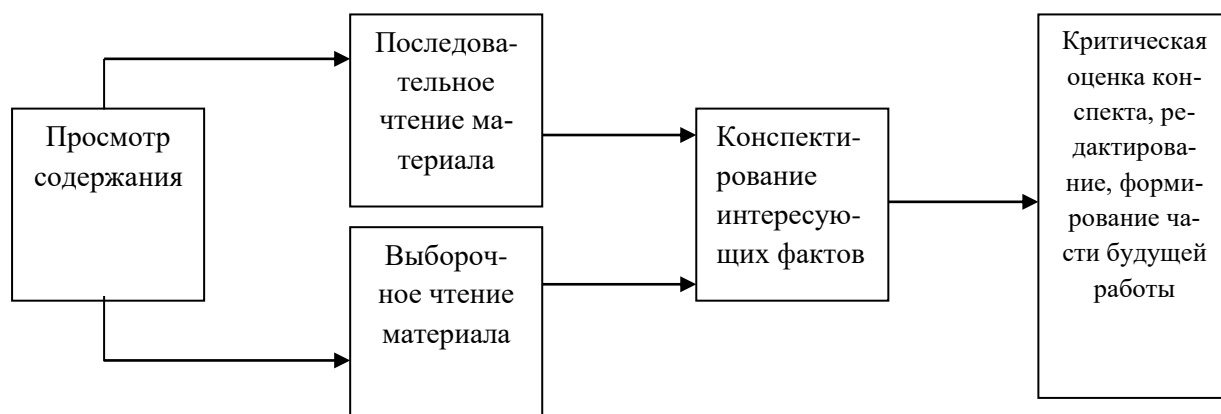 Просмотр
содержания
Последова-
тельное
чтение ма-
териала
Выбороч-
ное чтение
материала
Конспекти-
рование
интересую-
щих фактов
Критическая
оценка кон-
спекта, ре-
дактирова-
ние, форми-
рование ча-
сти будущей
работы